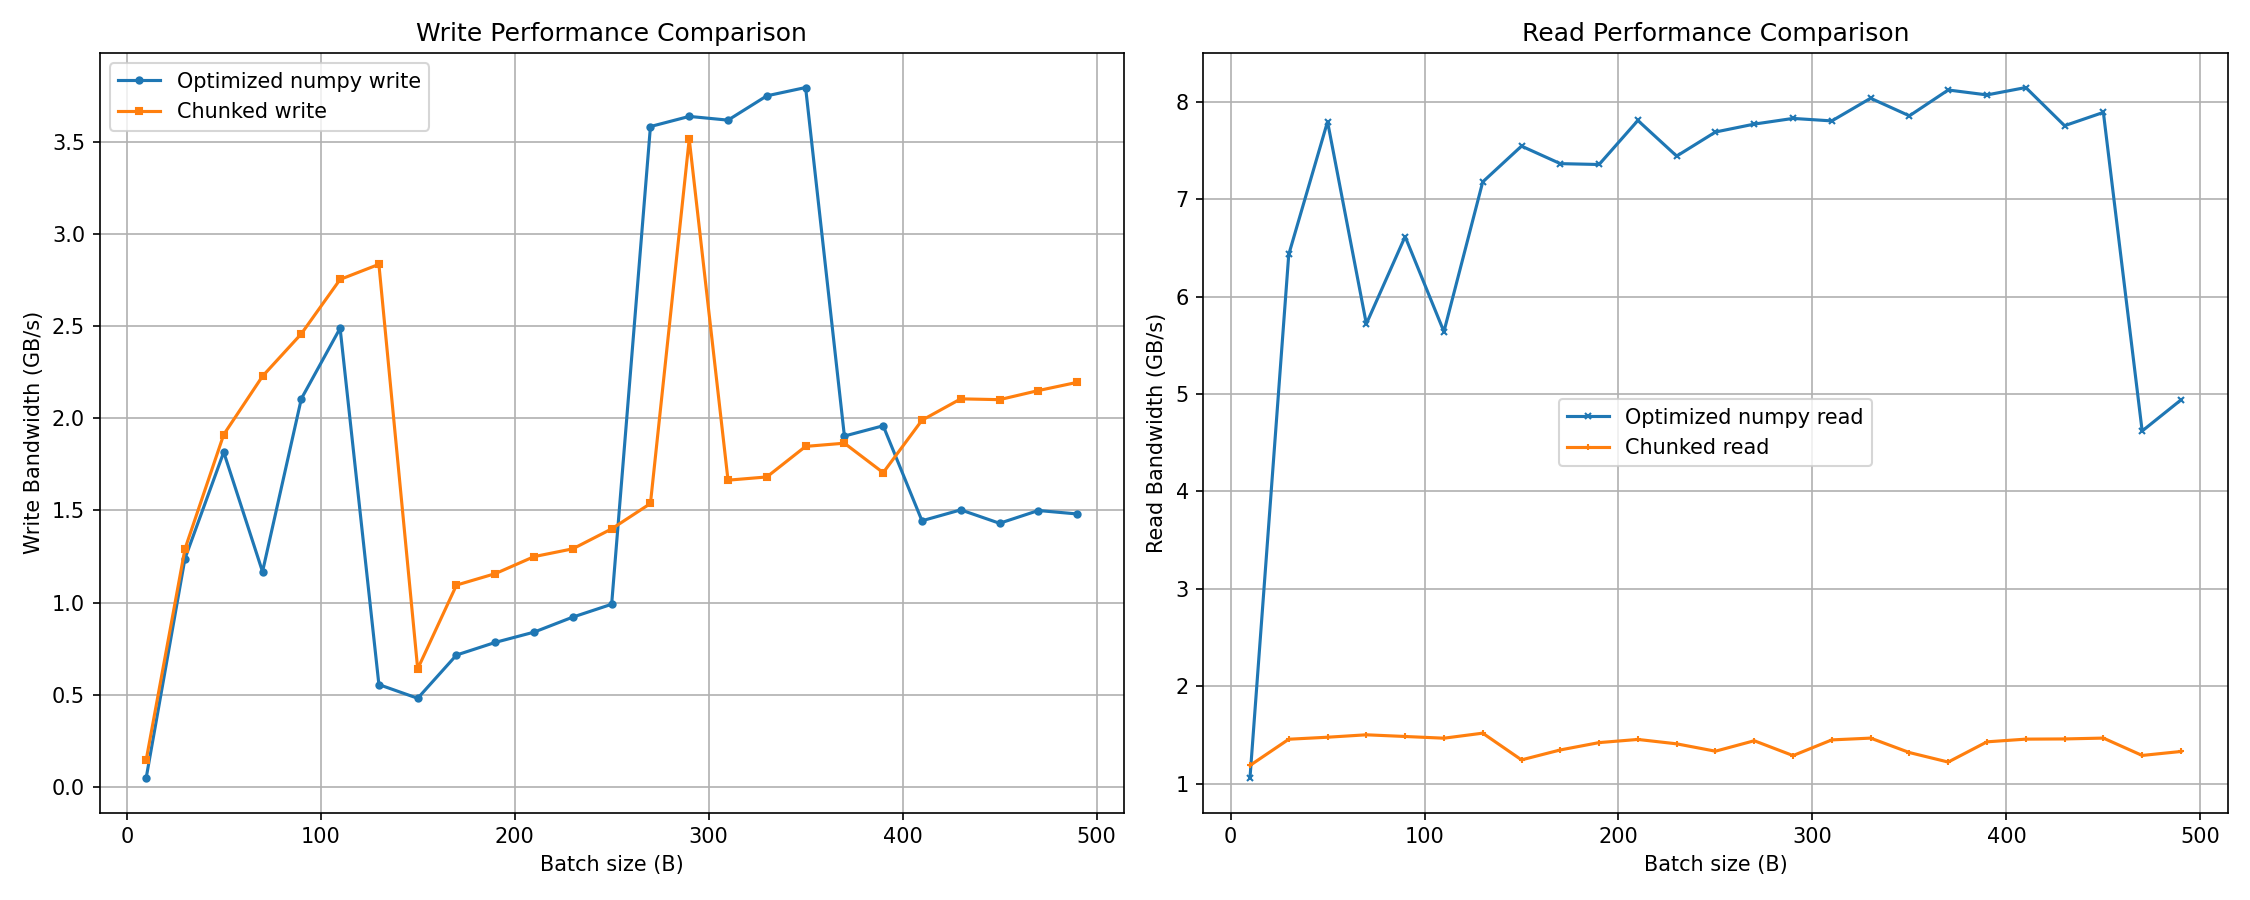 Write Performance Comparison
Optimized numpy write
Chunked write
Write Bandwidth (GB/s)
3.5
3.0
2.5
2.0
1.5
1.0
0.5
0.0
0 100 200 300 400 500
Batch size (B)
Read Performance Comparison
Optimized numpy read
Chunked read
Read Bandwidth (GB/s)
8
7
6
5
4
3
2
1
0 100 200 300 400 500
Batch size (B)